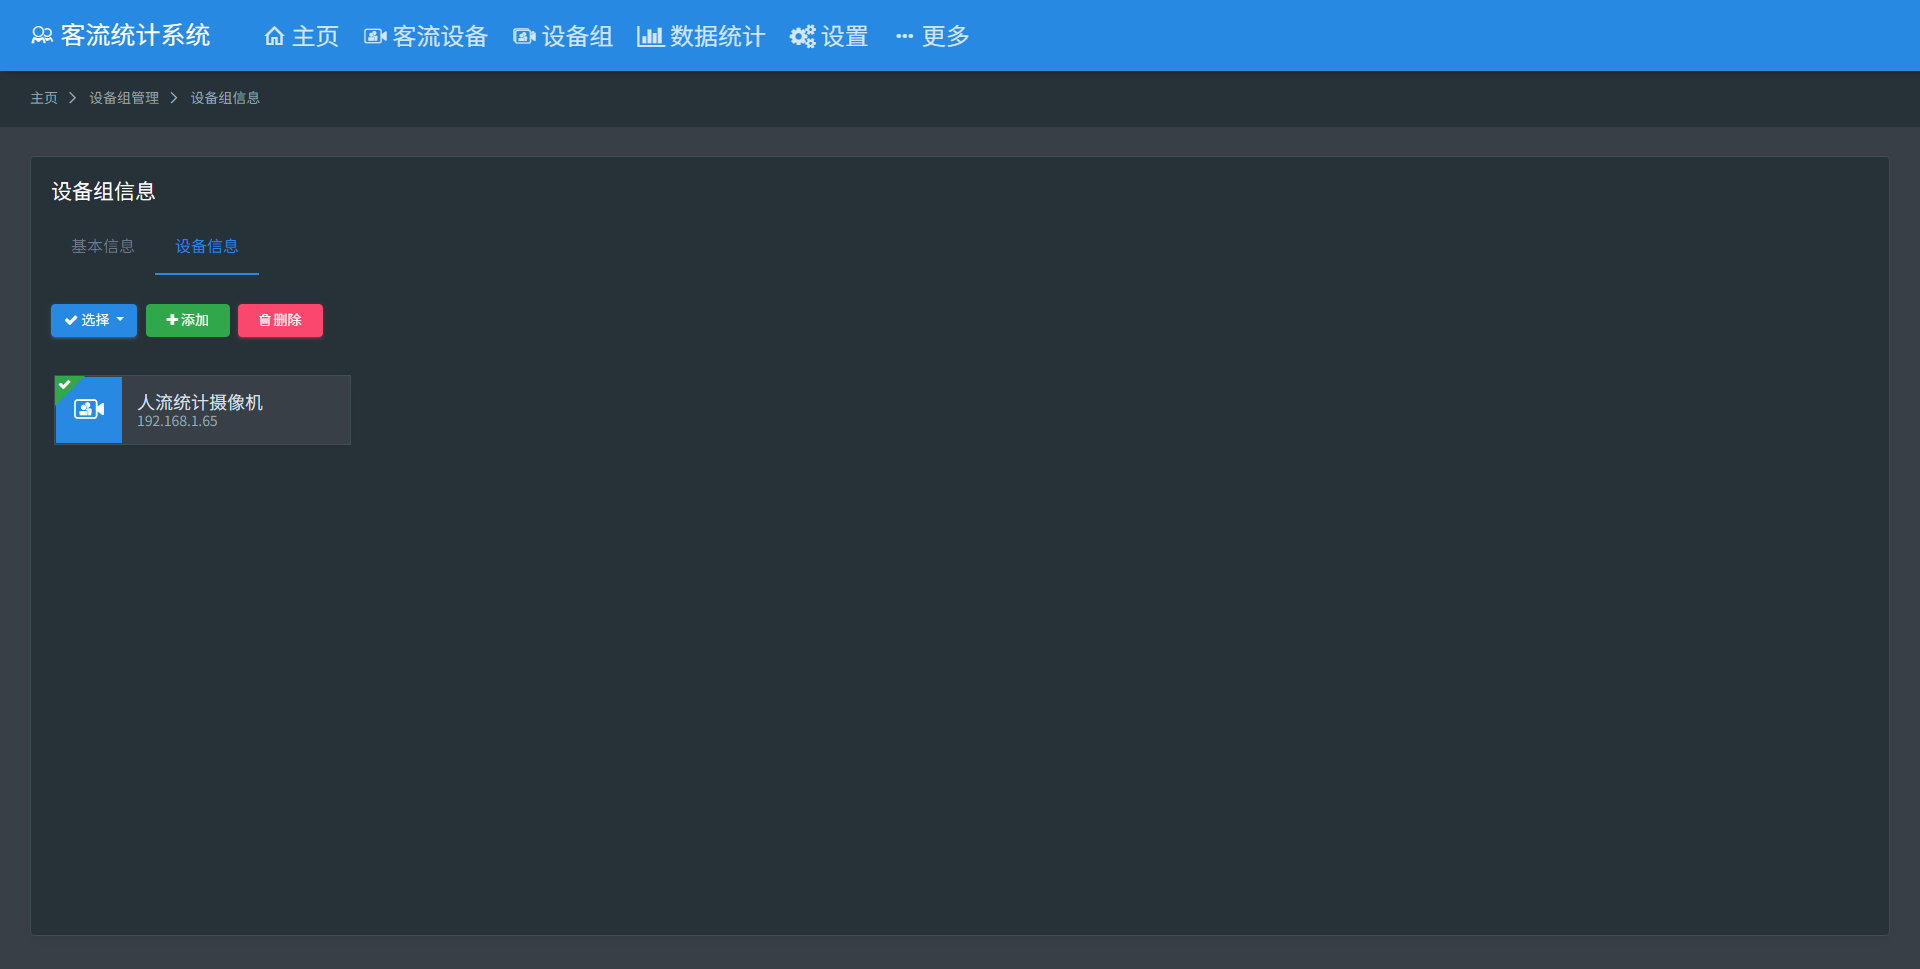 客流统计系统 主页 客流设备 设备组 数据统计 设置 更多
主页 设备组管理 设备组信息
设备组信息
基本信息 设备信息
选择 添加 删除
人流统计摄像机
192.168.1.65